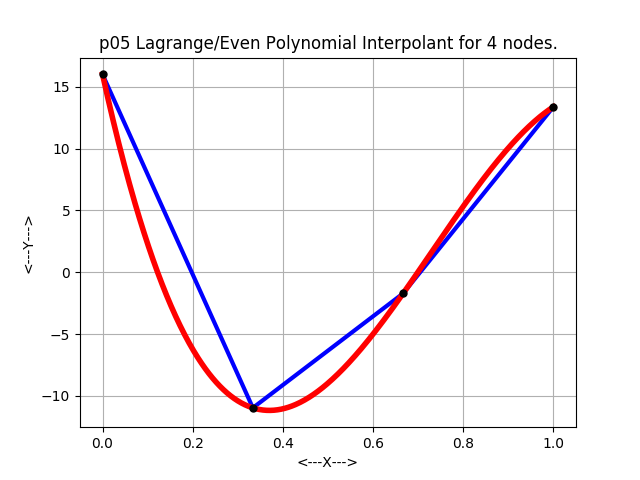 p05 Lagrange/Even Polynomial Interpolant for 4 nodes.
15
10
5
0
−5
−10
<---Y--->
0.0 0.2 0.4 0.6 0.8 1.0
<---X--->